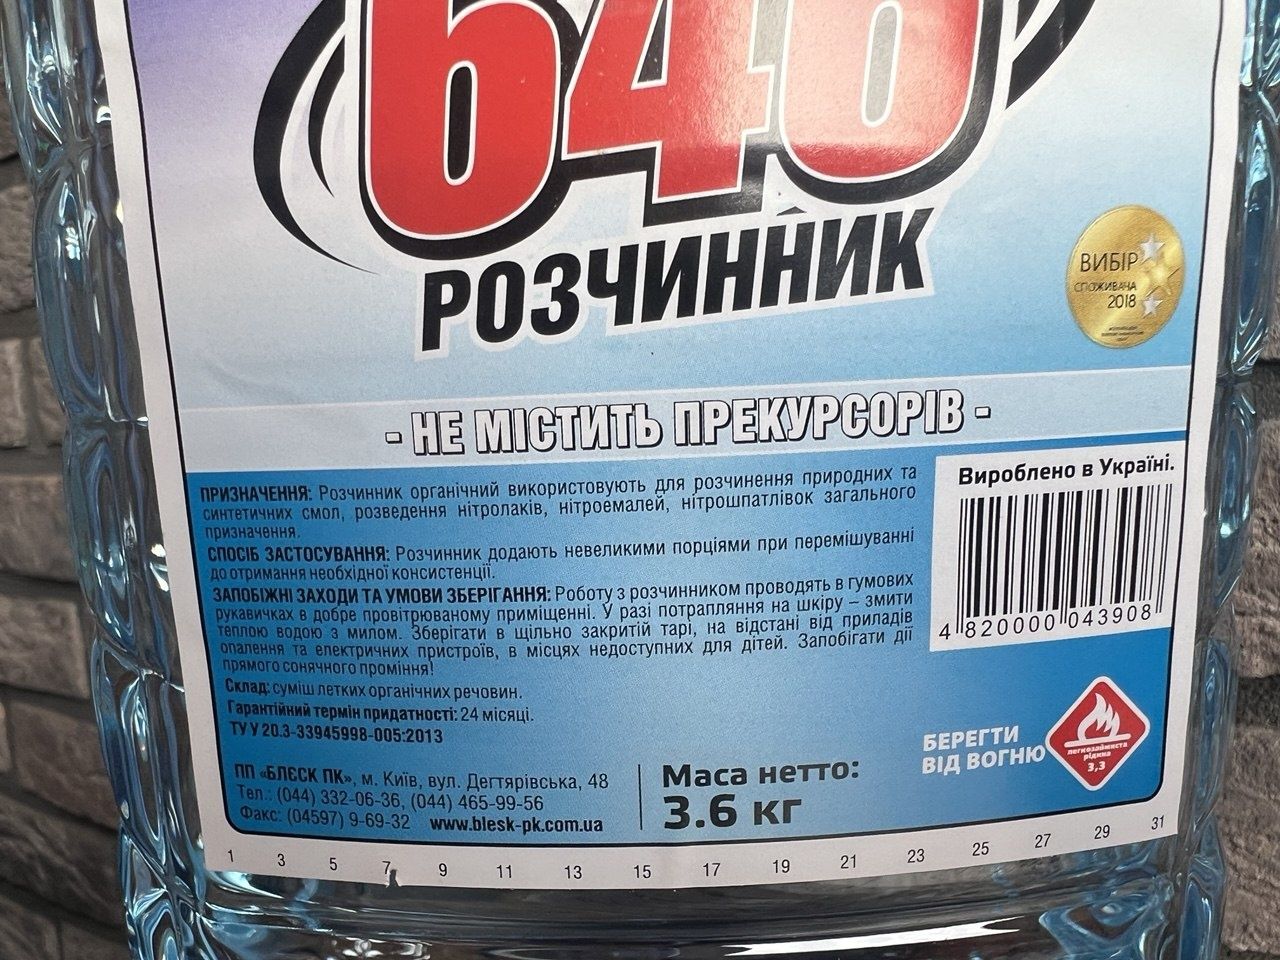 646
РОЗЧИННИК
ВИБІР
СПОЖИВАЧА
2018
- НЕ МІСТИТЬ ПРЕКУРСОРІВ -
ПРИЗНАЧЕННЯ: Розчинник органічний використовують для розчинення природних та
синтетичних смол, розведення нітролаків, нітроемалей, нітрошпатлівок загального
призначення.
СПОСІБ ЗАСТОСУВАННЯ: Розчинник додають невеликими порціями при перемішуванні
до отримання необхідної консистенції.
ЗАПОБІЖНІ ЗАХОДИ ТА УМОВИ ЗБЕРІГАННЯ: Роботу з розчинником проводять в гумових
рукавичках в добре провітрюваному приміщенні. У разі потрапляння на шкіру – змити
теплою водою з милом. Зберігати в щільно закритій тарі, на відстані від приладів
опалення та електричних пристроїв, в місцях недоступних для дітей. Запобігати дії
прямого сонячного проміння!
Склад: суміш летких органічних речовин.
Гарантійний термін придатності: 24 місяці.
ТУ У 20.3-33945998-005:2013
Вироблено в Україні.
4 820000 043908
БЕРЕГТИ
ВІД ВОГНЮ
легкозаймиста
рідина
3,3
ПП «БЛЄСК ПК», м. Київ, вул. Дегтярівська, 48
Тел.: (044) 332-06-36, (044) 465-99-56
Факс: (04597) 9-69-32 www.blesk-pk.com.ua
Маса нетто:
3.6 кг
1 3 5 7 9 11 13 15 17 19 21 23 25 27 29 31